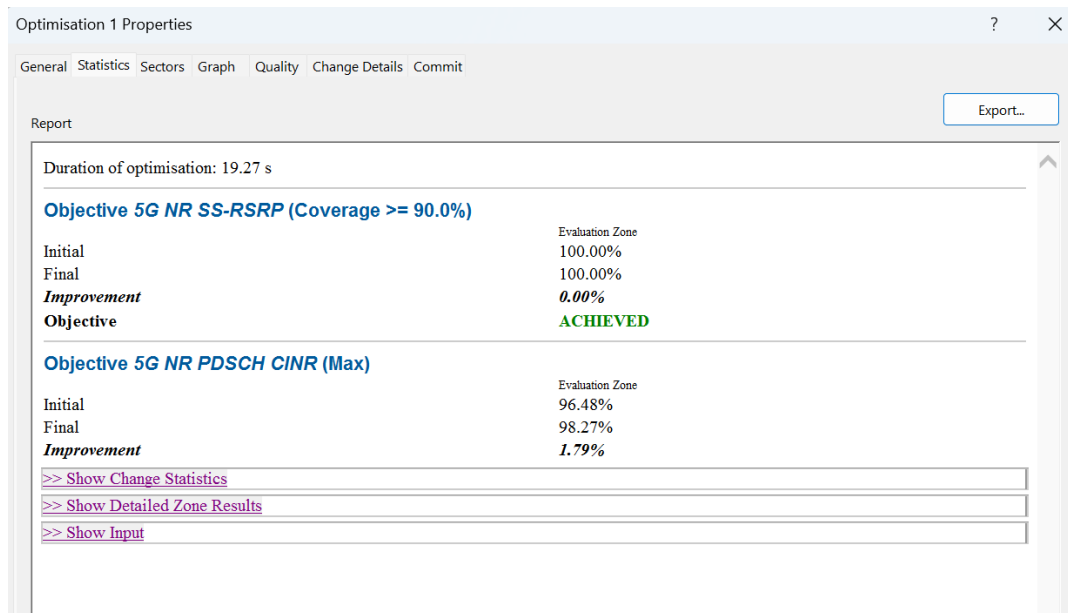 Optimisation 1 Properties ?
General Statistics Sectors Graph Quality Change Details Commit
Export...
Report
Duration of optimisation: 19.27 s
Objective 5G NR SS-RSRP (Coverage >= 90.0%)
Evaluation Zone
Initial 100.00%
Final 100.00%
Improvement 0.00%
Objective ACHIEVED
Objective 5G NR PDSCH CINR (Max)
Evaluation Zone
Initial 96.48%
Final 98.27%
Improvement 1.79%
>> Show Change Statistics
>> Show Detailed Zone Results
>> Show Input